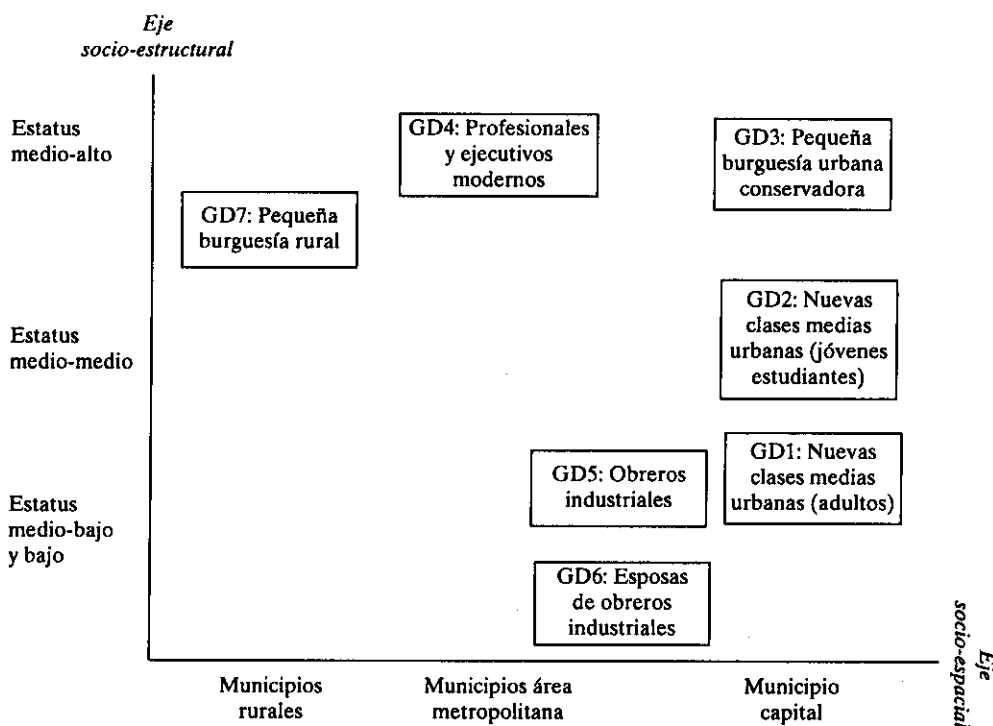 Eje
socio-estructural
Estatus
medio-alto
GD4: Profesionales
y ejecutivos
modernos
GD3: Pequeña
burguesía urbana
conservadora
GD7: Pequeña
burguesía rural
GD2: Nuevas
clases medias
urbanas (jóvenes
estudiantes)
Estatus
medio-medio
GD5: Obreros
industriales
GD1: Nuevas
clases medias
urbanas (adultos)
Estatus
medio-bajo
y bajo
GD6: Esposas
de obreros
industriales
Eje
socio-espacial
Municipios
rurales
Municipios área
metropolitana
Municipio
capital